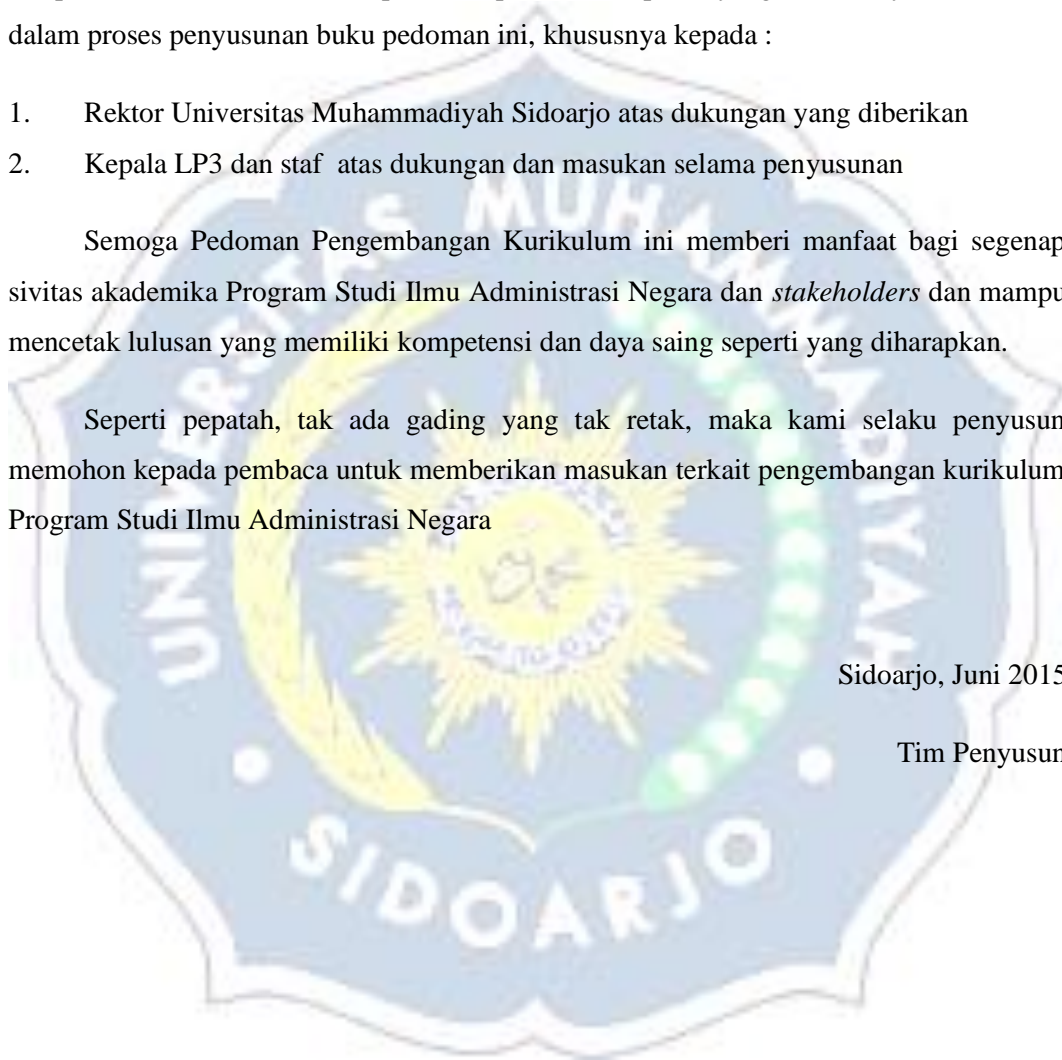 dalam proses penyusunan buku pedoman ini, khususnya kepada :
1. Rektor Universitas Muhammadiyah Sidoarjo atas dukungan yang diberikan
2. Kepala LP3 dan staf atas dukungan dan masukan selama penyusunan
Semoga Pedoman Pengembangan Kurikulum ini memberi manfaat bagi segenap
sivitas akademika Program Studi Ilmu Administrasi Negara dan stakeholders dan mampu
mencetak lulusan yang memiliki kompetensi dan daya saing seperti yang diharapkan.
Seperti pepatah, tak ada gading yang tak retak, maka kami selaku penyusun
memohon kepada pembaca untuk memberikan masukan terkait pengembangan kurikulum
Program Studi Ilmu Administrasi Negara
Sidoarjo, Juni 2015
Tim Penyusun
UNIVERSITAS MUHAMMADIYAH
SIDOARJO